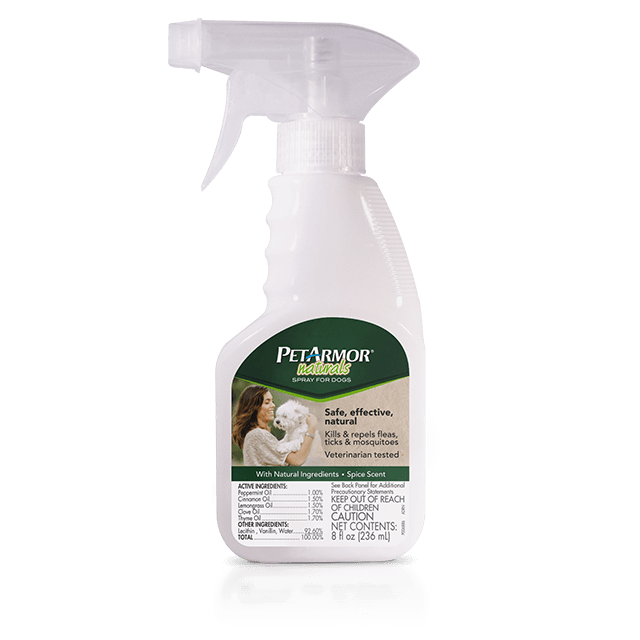 PETARMOR®
naturals
SPRAY FOR DOGS
Safe, effective,
natural
Kills & repels fleas,
ticks & mosquitoes
Veterinarian tested
With Natural Ingredients • Spice Scent
ACTIVE INGREDIENTS:
Peppermint Oil 1.00%
Cinnamon Oil 1.50%
Lemongrass Oil 1.50%
Clove Oil 1.70%
Thyme Oil 1.70%
OTHER INGREDIENTS:
Lecithin, Vanillin, Water 92.60%
TOTAL 100.00%
See Back Panel for Additional
Precautionary Statements
KEEP OUT OF REACH
OF CHILDREN
CAUTION
NET CONTENTS:
8 fl oz (236 mL)